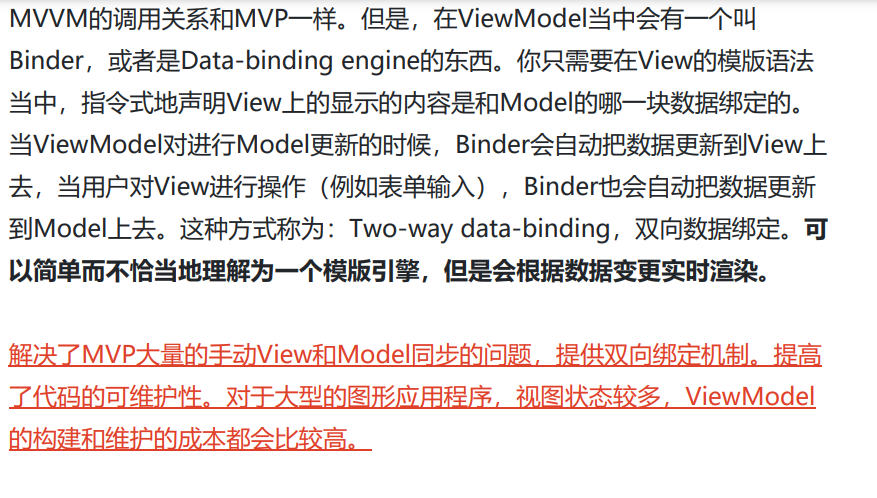 MVVM的调用关系和MVP一样。但是，在ViewModel当中会有一个叫
Binder，或者是Data-binding engine的东西。你只需要在View的模版语法
当中，指令式地声明View上的显示的内容是和Model的哪一块数据绑定的。
当ViewModel对进行Model更新的时候，Binder会自动把数据更新到View上
去，当用户对View进行操作（例如表单输入），Binder也会自动把数据更新
到Model上去。这种方式称为：Two-way data-binding，双向数据绑定。可
以简单而不恰当地理解为一个模版引擎，但是会根据数据变更实时渲染。
解决了MVP大量的手动View和Model同步的问题，提供双向绑定机制。提高
了代码的可维护性。对于大型的图形应用程序，视图状态较多，ViewModel
的构建和维护的成本都会比较高。